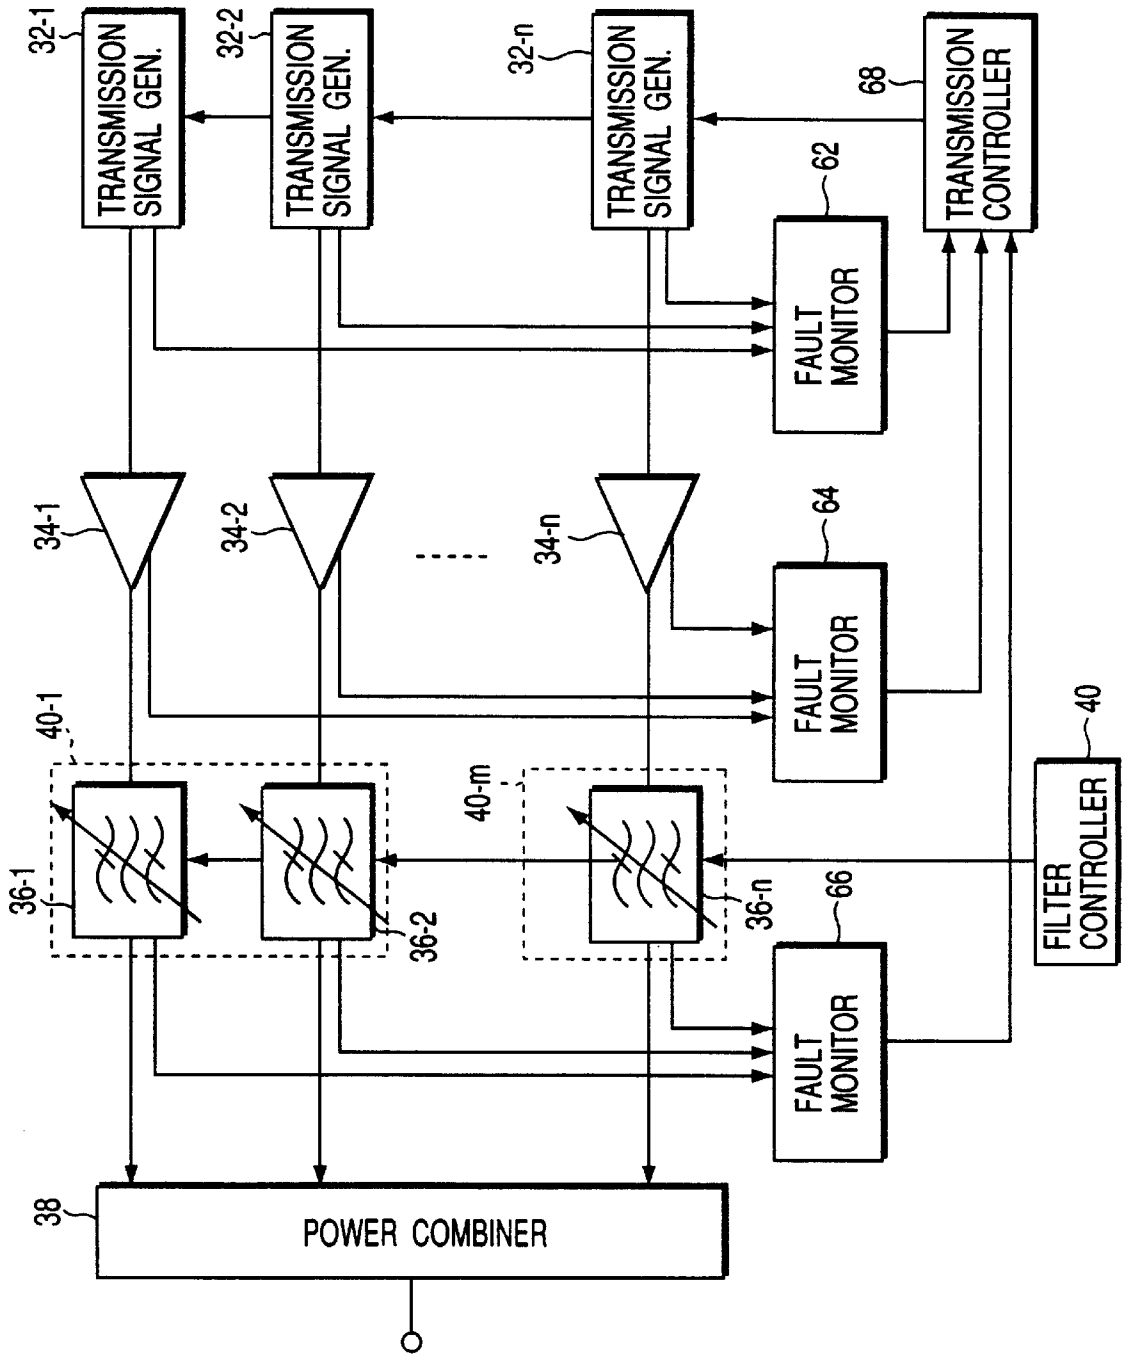 32-1
TRANSMISSION
SIGNAL GEN.
32-2
TRANSMISSION
SIGNAL GEN.
32-n
TRANSMISSION
SIGNAL GEN.
68
TRANSMISSION
CONTROLLER
62
FAULT
MONITOR
34-1
34-2
34-n
64
FAULT
MONITOR
40-1
36-1
36-2
40-m
36-n
40
FILTER
CONTROLLER
66
FAULT
MONITOR
38
POWER COMBINER